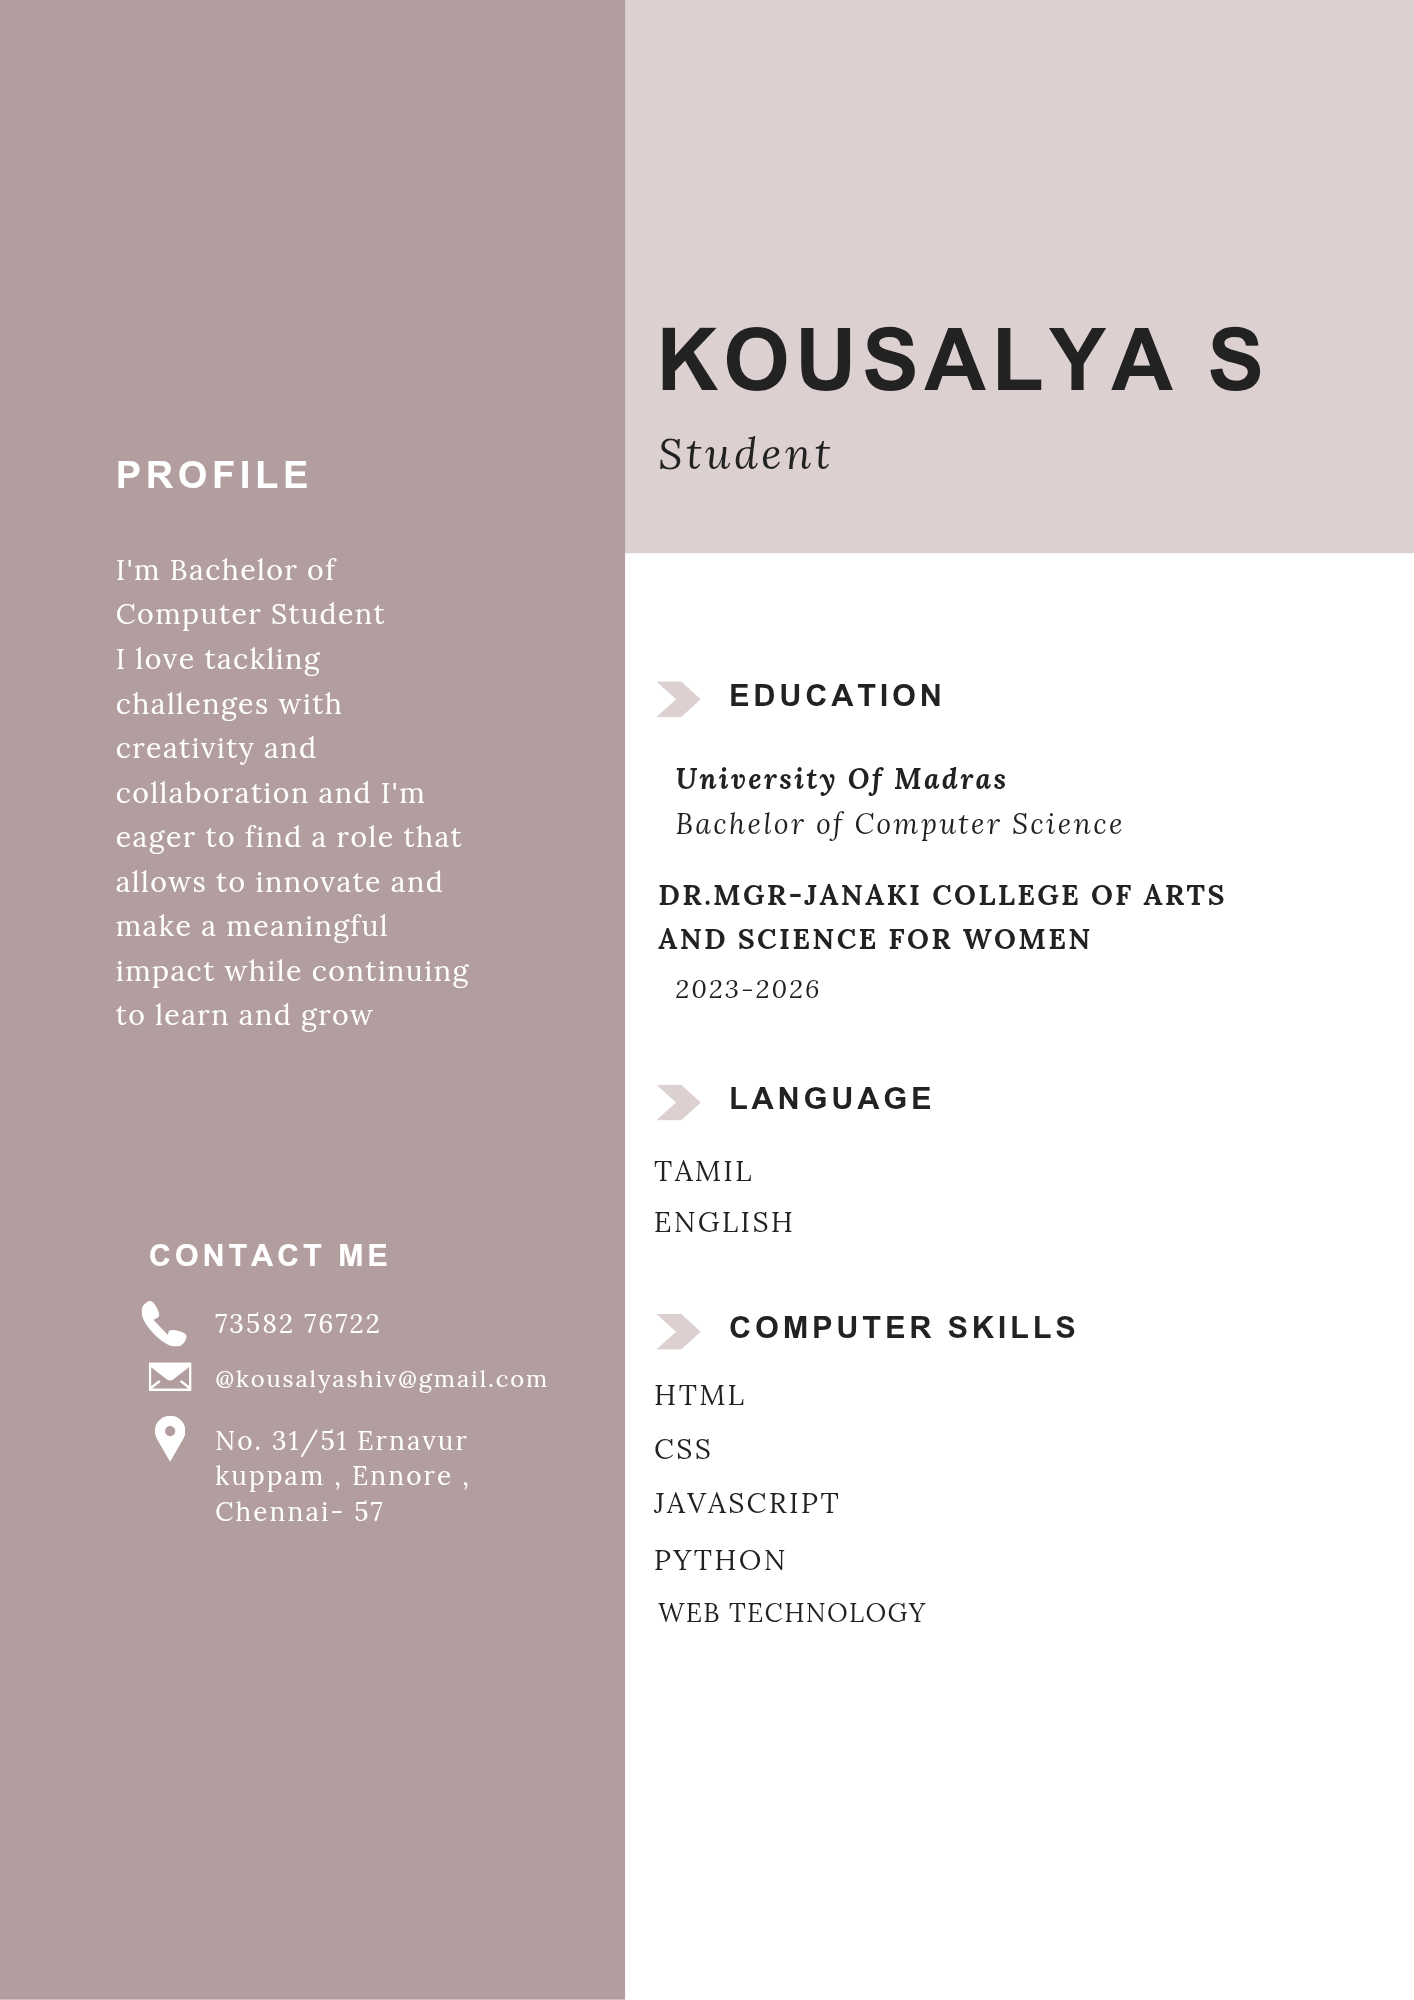 KOUSALYA S
Student
PROFILE
I'm Bachelor of
Computer Student
I love tackling
challenges with
creativity and
collaboration and I'm
eager to find a role that
allows to innovate and
make a meaningful
impact while continuing
to learn and grow
CONTACT ME
73582 76722
@kousalyashiv@gmail.com
No. 31/51 Ernavur
kuppam , Ennore ,
Chennai- 57
EDUCATION
University Of Madras
Bachelor of Computer Science
DR.MGR-JANAKI COLLEGE OF ARTS
AND SCIENCE FOR WOMEN
2023-2026
LANGUAGE
TAMIL
ENGLISH
COMPUTER SKILLS
HTML
CSS
JAVASCRIPT
PYTHON
WEB TECHNOLOGY